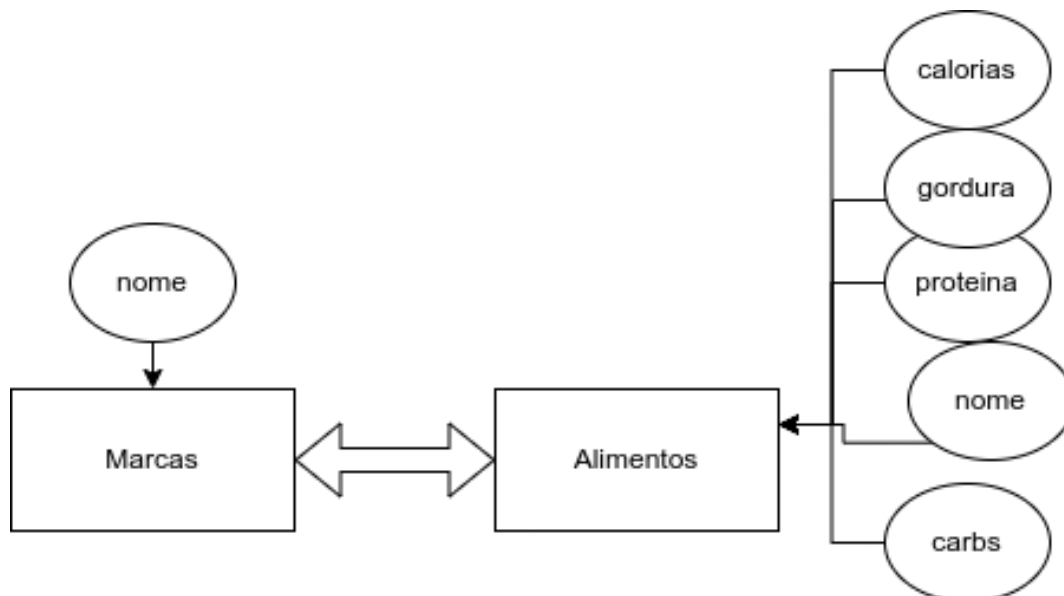 calorias
gordura
nome
proteina
nome
Marcas
Alimentos
carbs